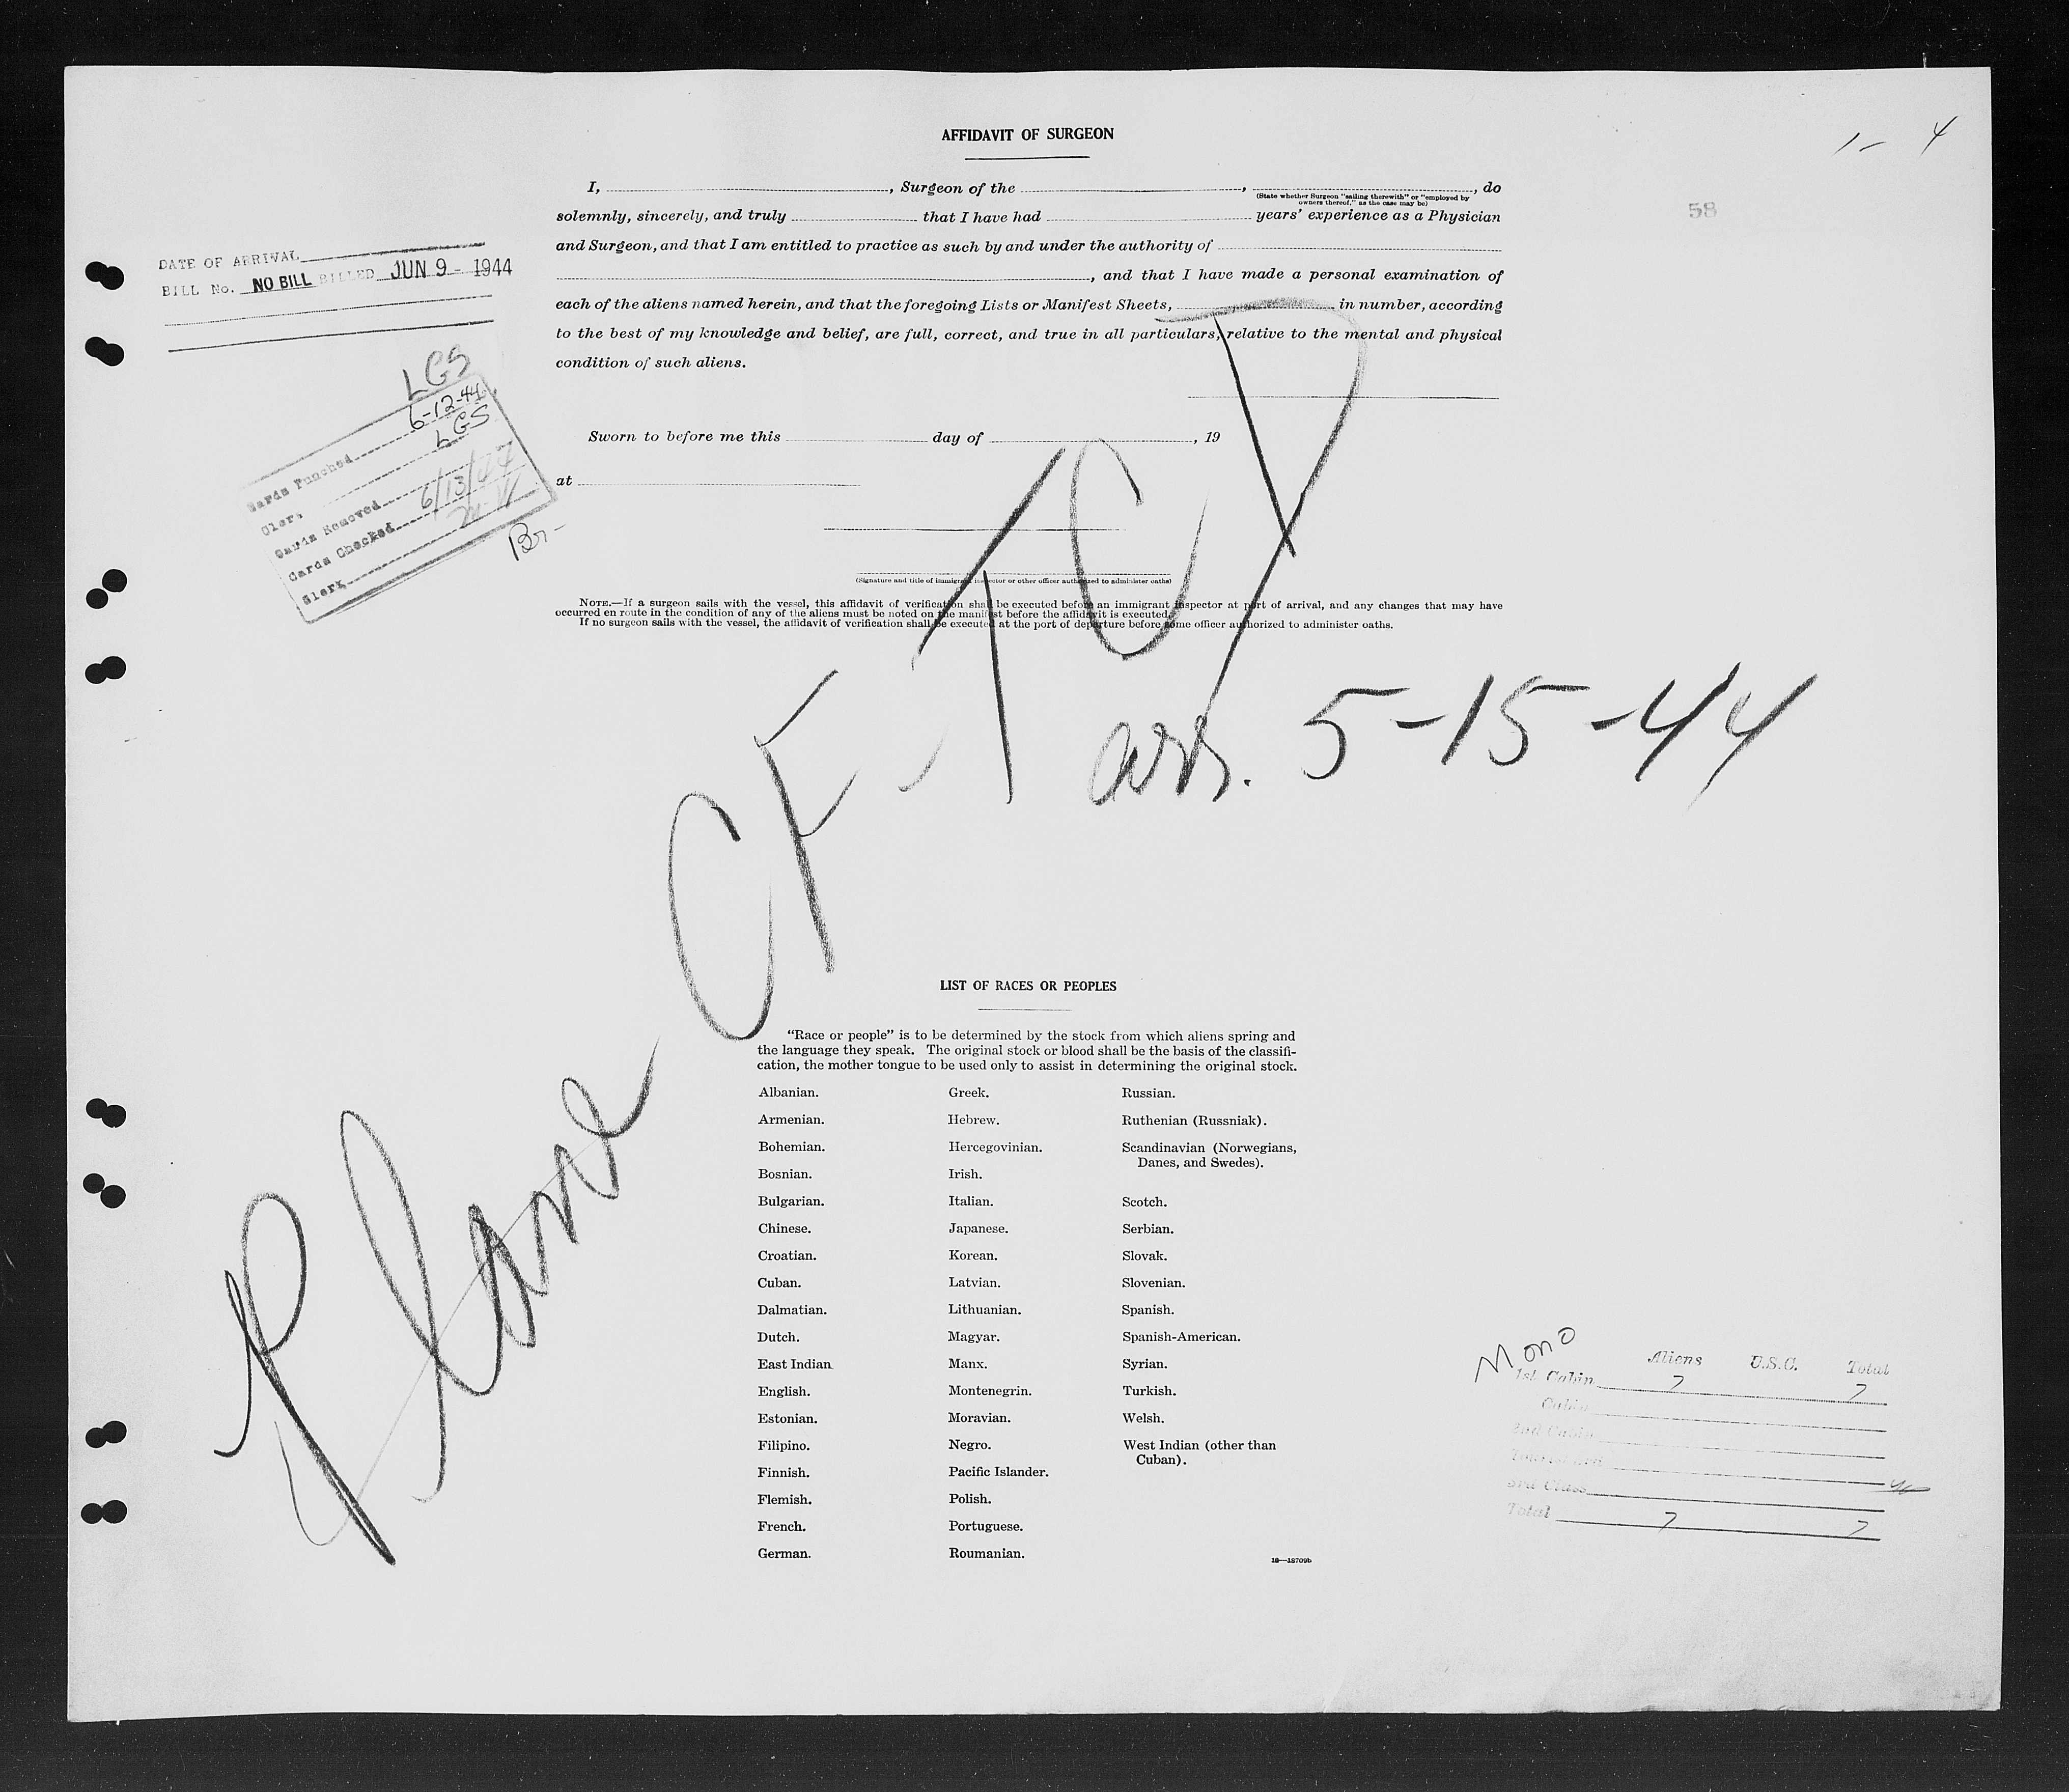 AFFIDAVIT OF SURGEON
1- 4
58
I, , Surgeon of the , , do
(State whether Surgeon "sailing therewith" or "employed by
owners thereof," as the case may be)
solemnly, sincerely, and truly that I have had years' experience as a Physician
and Surgeon, and that I am entitled to practice as such by and under the authority of
, and that I have made a personal examination of
each of the aliens named herein, and that the foregoing Lists or Manifest Sheets, in number, according
to the best of my knowledge and belief, are full, correct, and true in all particulars, relative to the mental and physical
condition of such aliens.
Sworn to before me this day of , 19
at
(Signature and title of immigrant inspector or other officer authorized to administer oaths)
NOTE.—If a surgeon sails with the vessel, this affidavit of verification shall be executed before an immigrant inspector at port of arrival, and any changes that may have
occurred en route in the condition of any of the aliens must be noted on the manifest before the affidavit is executed.
If no surgeon sails with the vessel, the affidavit of verification shall be executed at the port of departure before some officer authorized to administer oaths.
DATE OF ARRIVAL
BILL No. NO BILL BILLED JUN 9 - 1944
LGS
6-12-44
Cards Punched LGS
Clerk
Cards Removed 6/13/44
Cards Checked
Clerk
Br-
Plane CF-TCP
arr. 5-15-44
LIST OF RACES OR PEOPLES
"Race or people" is to be determined by the stock from which aliens spring and
the language they speak. The original stock or blood shall be the basis of the classifi-
cation, the mother tongue to be used only to assist in determining the original stock.
Albanian. Greek. Russian.
Armenian. Hebrew. Ruthenian (Russniak).
Bohemian. Hercegovinian. Scandinavian (Norwegians,
Danes, and Swedes).
Bosnian. Irish.
Bulgarian. Italian. Scotch.
Chinese. Japanese. Serbian.
Croatian. Korean. Slovak.
Cuban. Latvian. Slovenian.
Dalmatian. Lithuanian. Spanish.
Dutch. Magyar. Spanish-American.
East Indian Manx. Syrian.
English. Montenegrin. Turkish.
Estonian. Moravian. Welsh.
Filipino. Negro. West Indian (other than
Cuban).
Finnish. Pacific Islander.
Flemish. Polish.
French. Portuguese.
German. Roumanian.
16—18709b
Mono
Aliens U.S.C. Total
1st Cabin 7 7
Cabin
2nd Cabin
3rd Class
Total 7 7